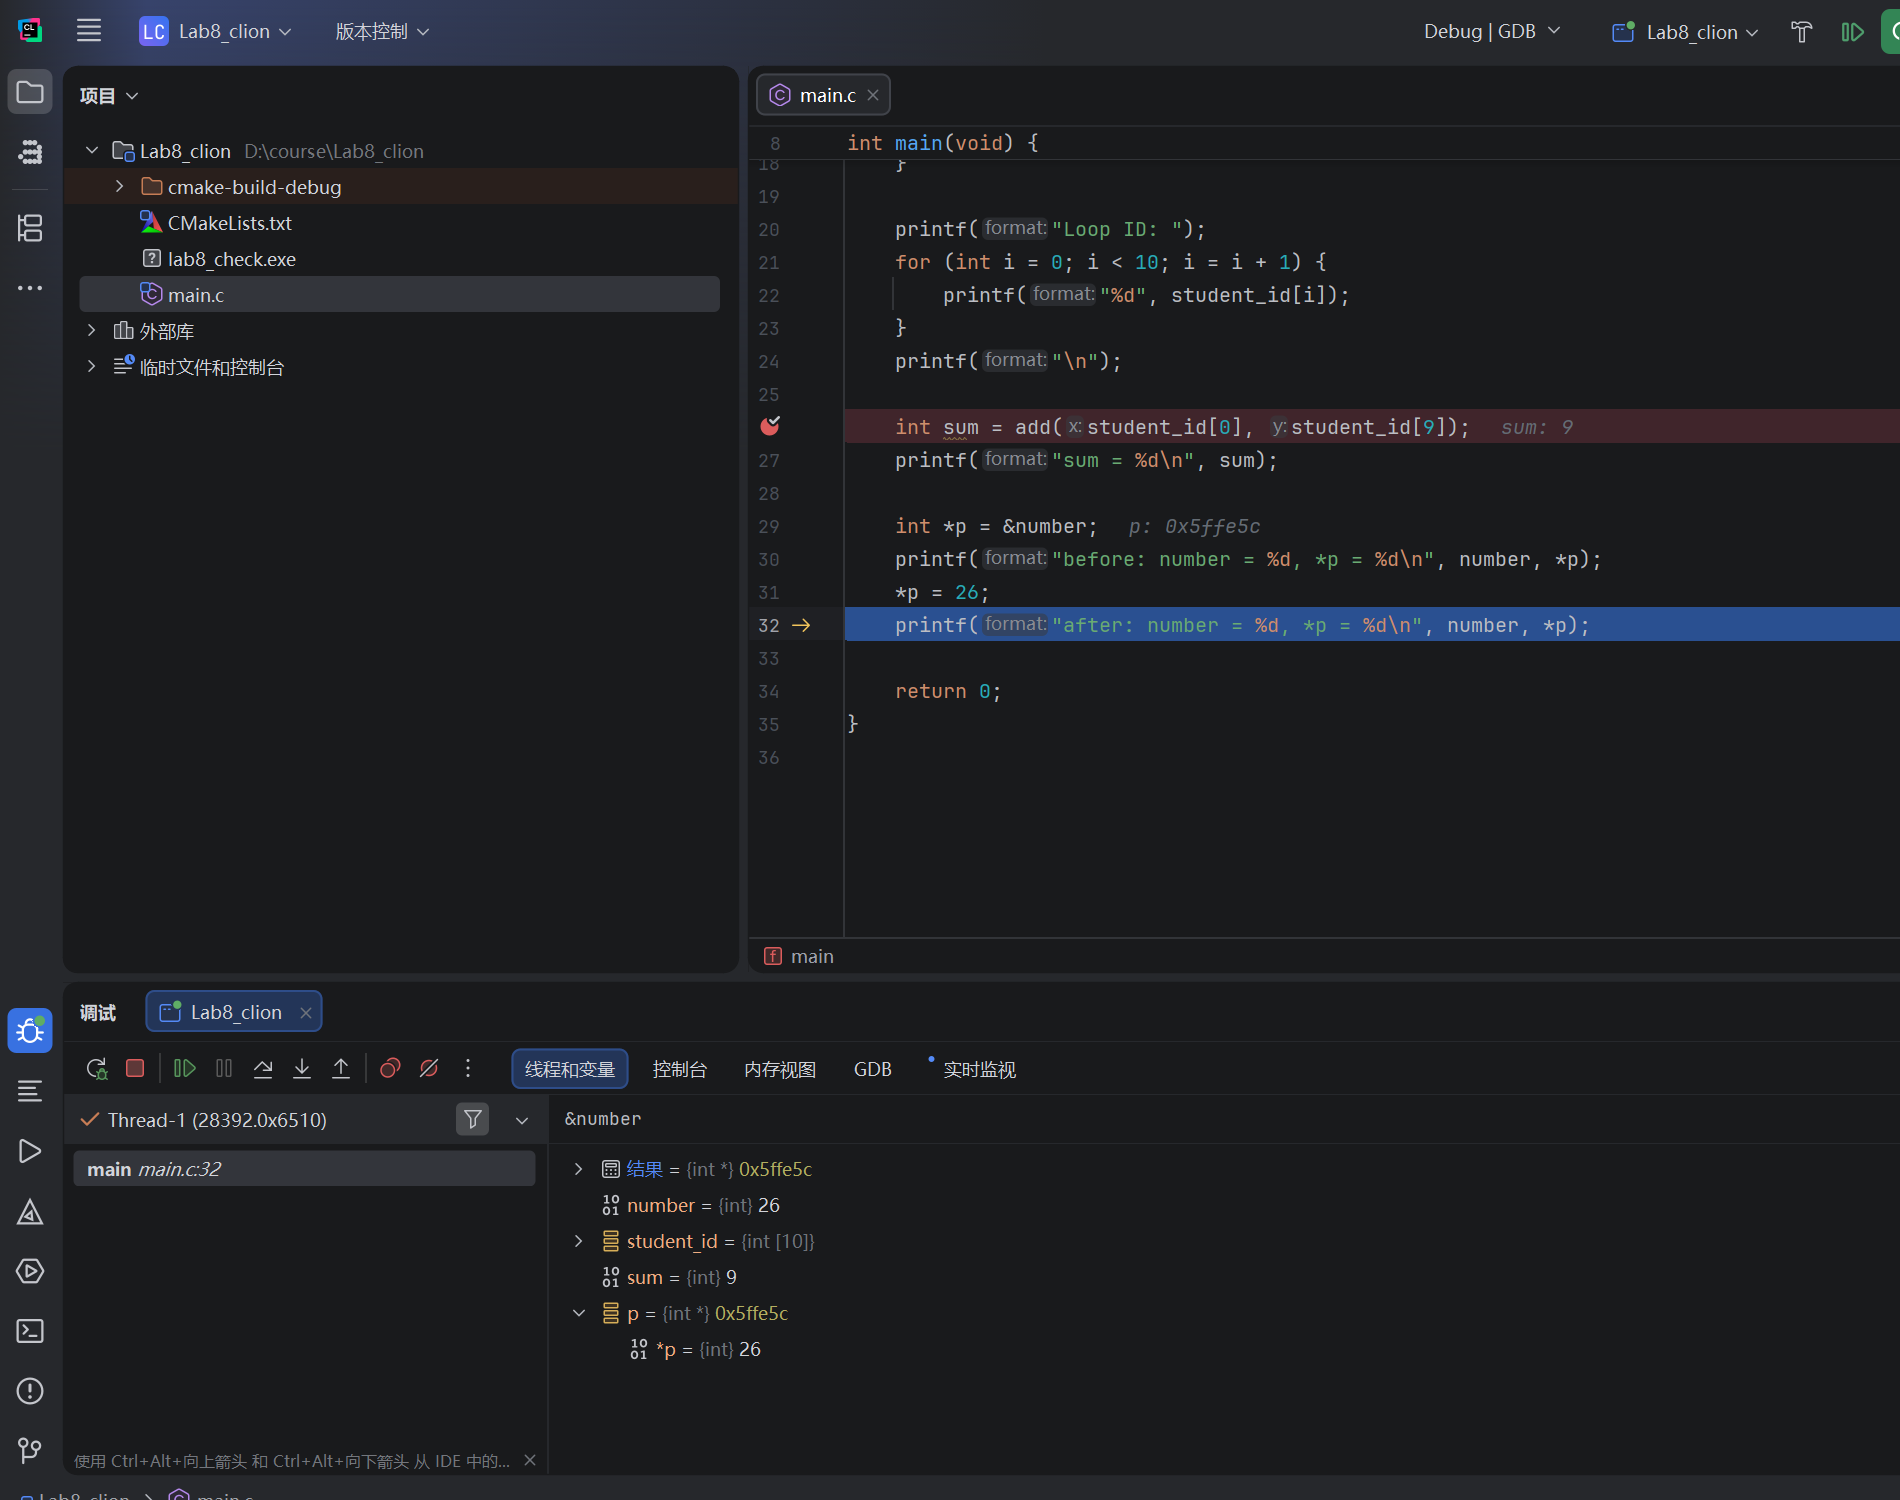 LC Lab8_clion 版本控制 Debug | GDB Lab8_clion
项目
Lab8_clion D:\course\Lab8_clion
cmake-build-debug
CMakeLists.txt
lab8_check.exe
main.c
外部库
临时文件和控制台
main.c
8 int main(void) {
18 }
19
20 printf(format: "Loop ID: ");
21 for (int i = 0; i < 10; i = i + 1) {
22 printf(format: "%d", student_id[i]);
23 }
24 printf(format: "\n");
25
int sum = add(x: student_id[0], y: student_id[9]); sum: 9
27 printf(format: "sum = %d\n", sum);
28
29 int *p = &number; p: 0x5ffe5c
30 printf(format: "before: number = %d, *p = %d\n", number, *p);
31 *p = 26;
32 printf(format: "after: number = %d, *p = %d\n", number, *p);
33
34 return 0;
35 }
36
main
调试 Lab8_clion
线程和变量 控制台 内存视图 GDB 实时监视
Thread-1 (28392.0x6510)
main main.c:32
使用 Ctrl+Alt+向上箭头 和 Ctrl+Alt+向下箭头 从 IDE 中的...
&number
结果 = {int *} 0x5ffe5c
number = {int} 26
student_id = {int [10]}
sum = {int} 9
p = {int *} 0x5ffe5c
*p = {int} 26
Lab8_clion main.c